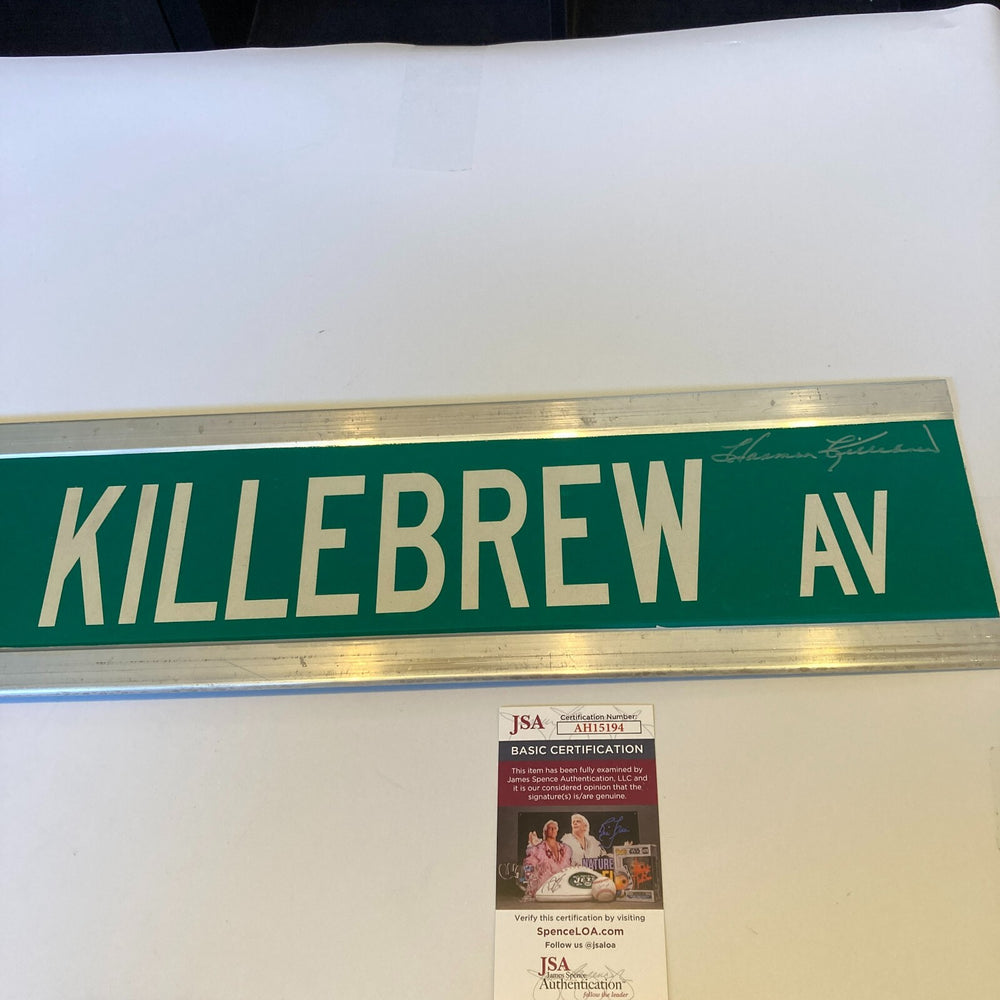 Harmon Killebrew
KILLEBREW AV
JSA
Certification Number:
AH15194
BASIC CERTIFICATION
This item has been fully examined by
James Spence Authentication, LLC and
it is our considered opinion that the
signature(s) is/are genuine.
NATURE
JETS
Verify this certification by visiting
SpenceLOA.com
Follow us @jsaloa
JSA
James Spence
Authentication
follow the leader